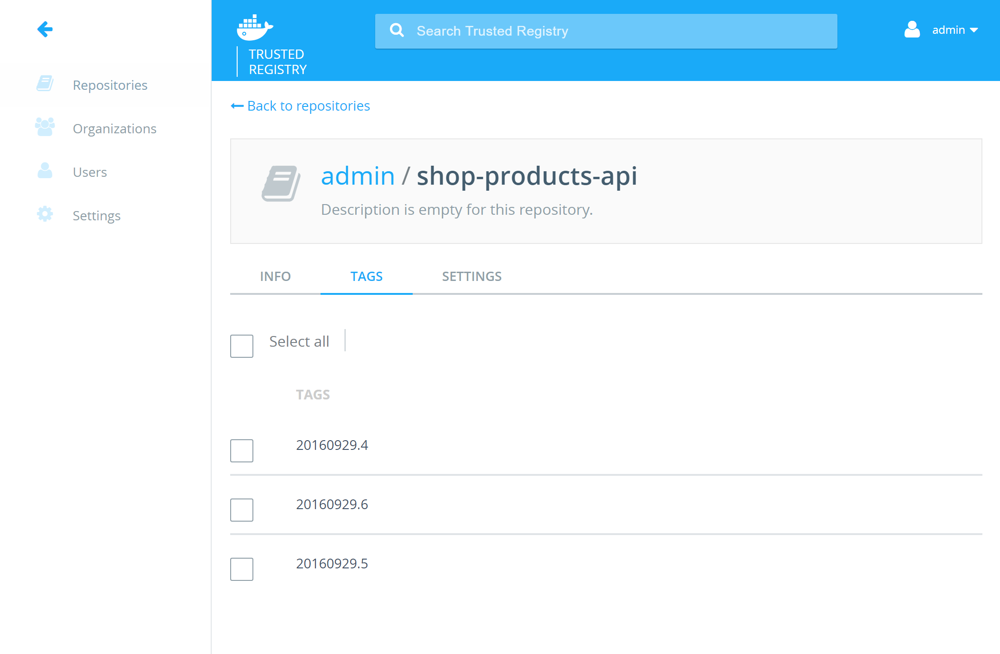 Search Trusted Registry
admin
TRUSTED
REGISTRY
Repositories
Organizations
Users
Settings
Back to repositories
admin / shop-products-api
Description is empty for this repository.
INFO TAGS SETTINGS
Select all
TAGS
20160929.4
20160929.6
20160929.5